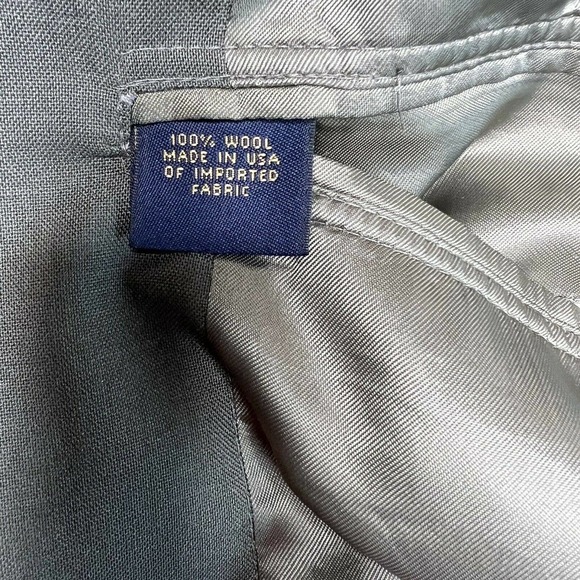 100% WOOL
MADE IN USA
OF IMPORTED
FABRIC